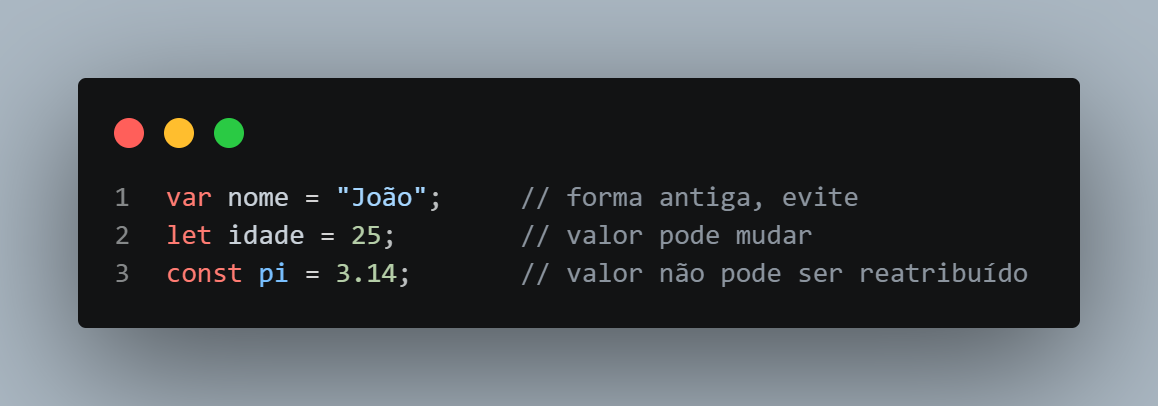 1 var nome = "João"; // forma antiga, evite
2 let idade = 25; // valor pode mudar
3 const pi = 3.14; // valor não pode ser reatribuído